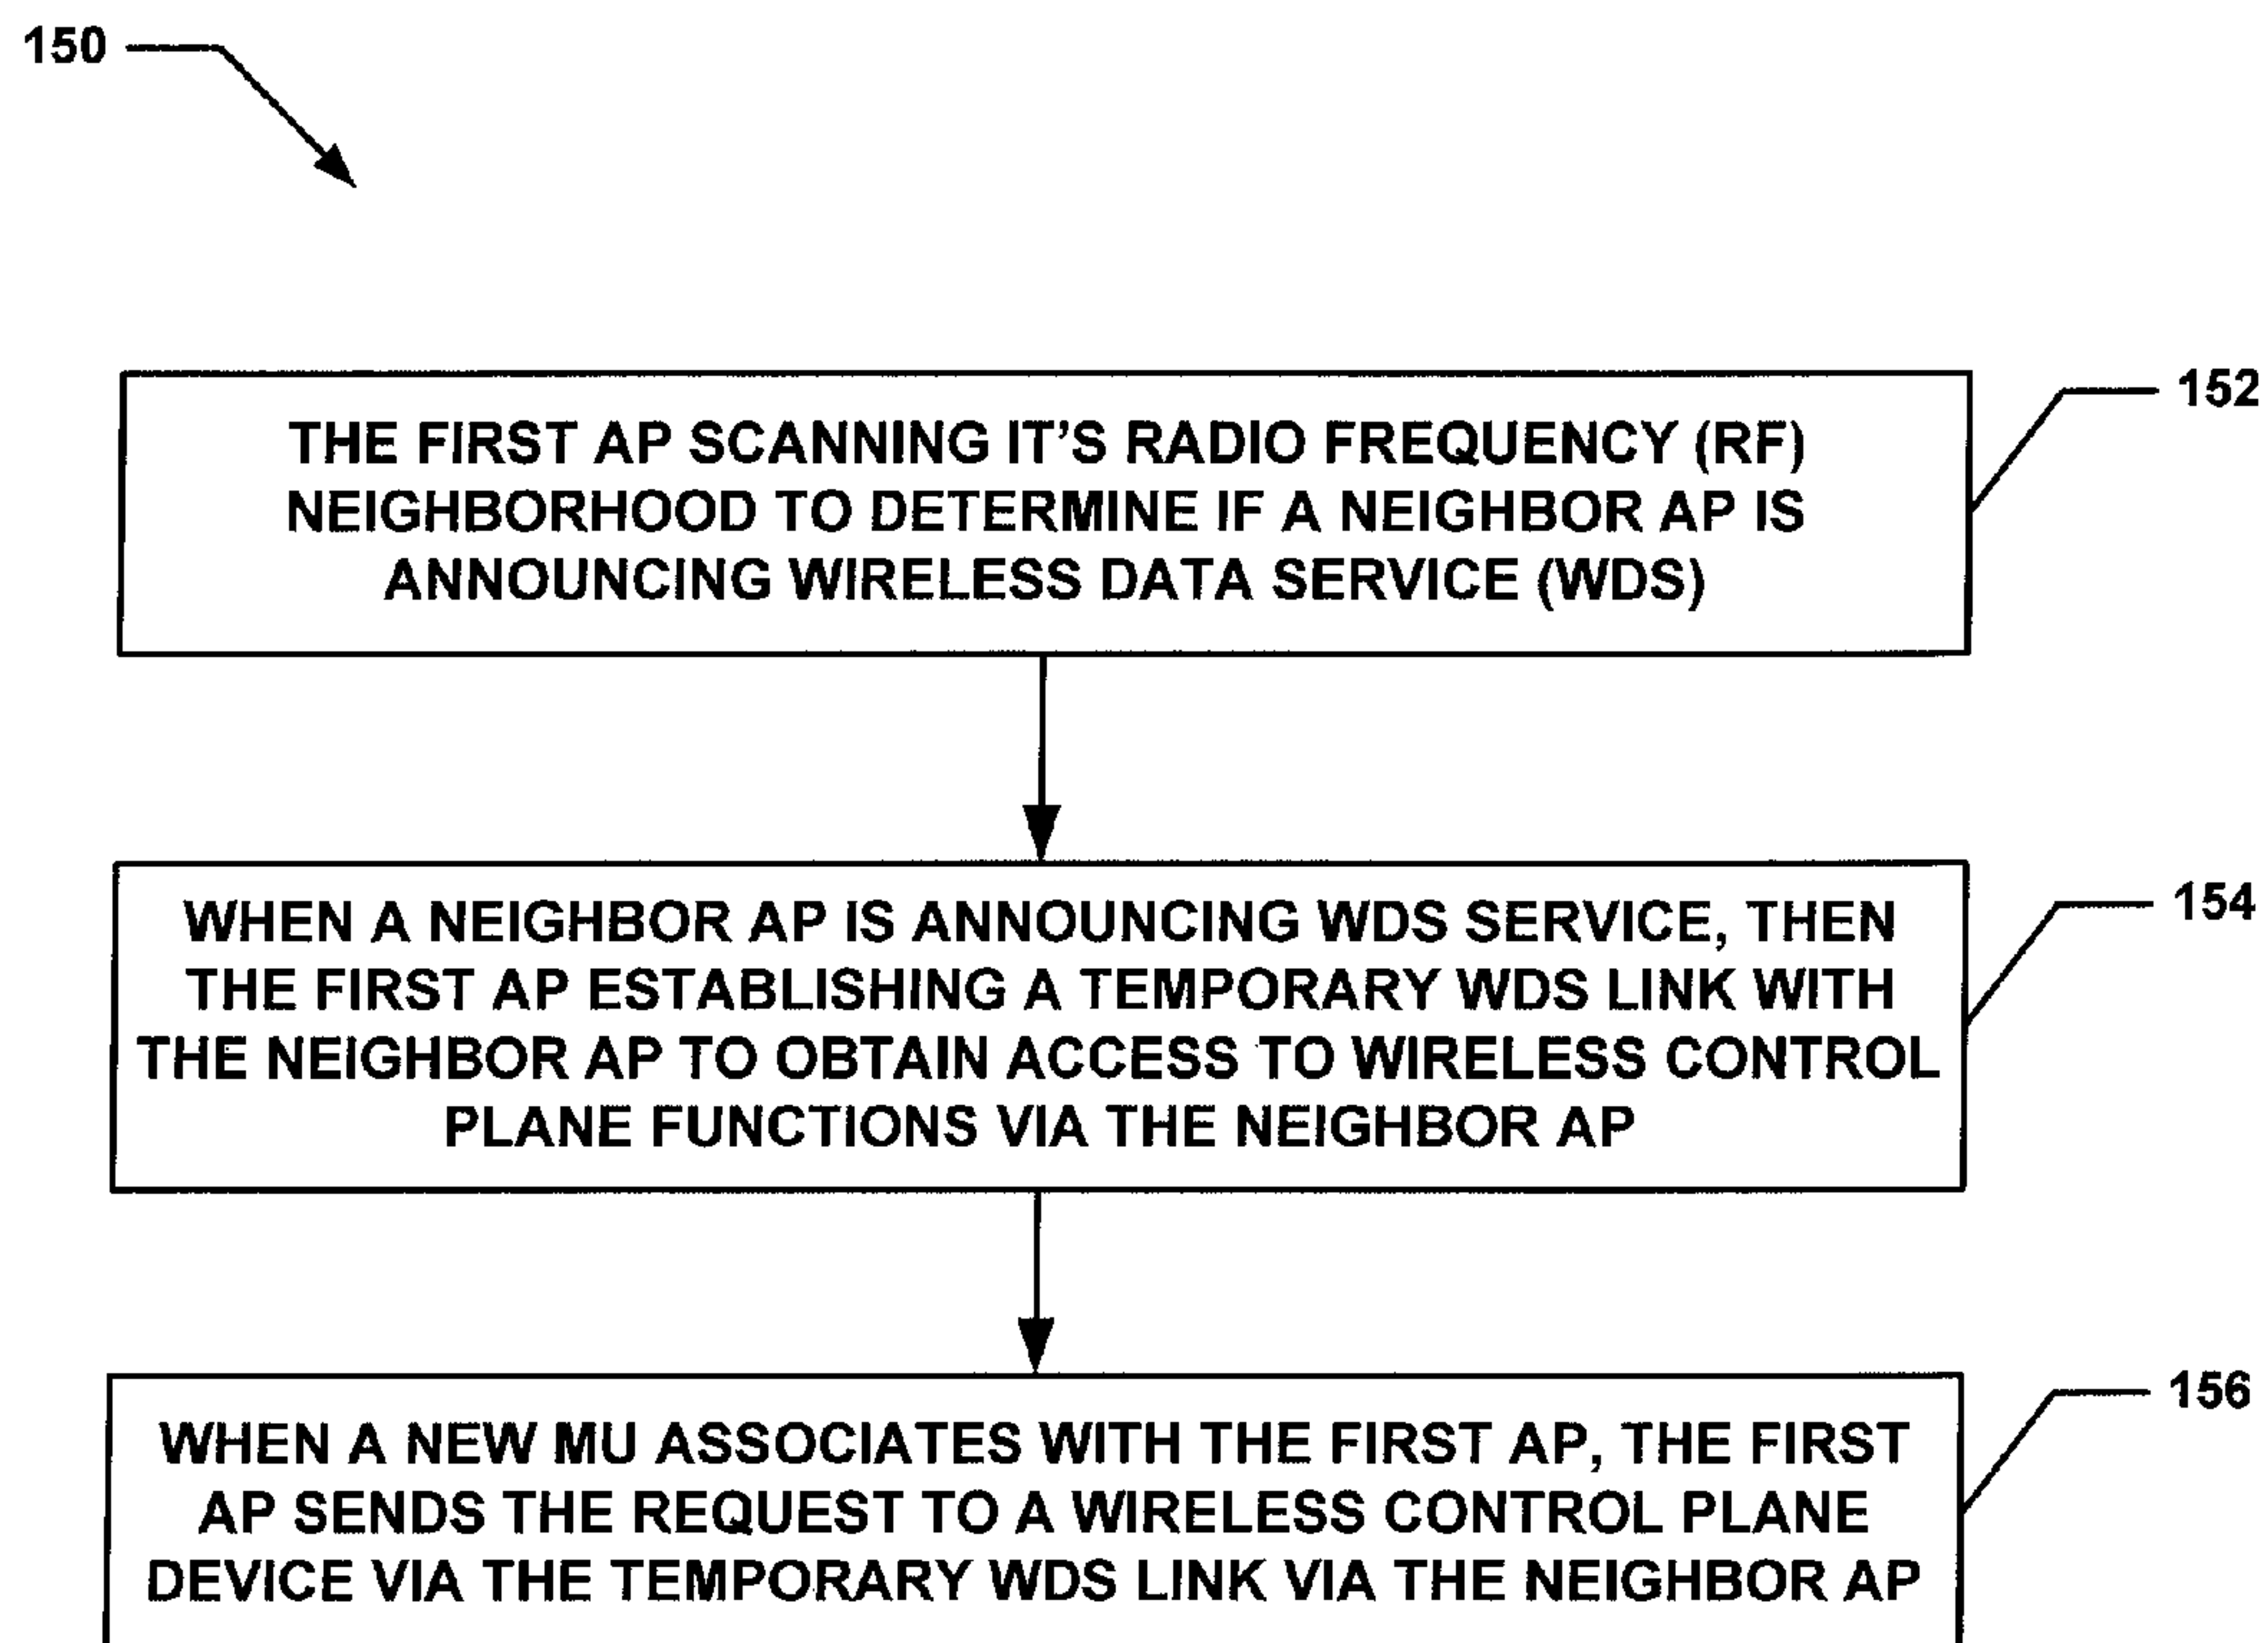 150
152
THE FIRST AP SCANNING IT'S RADIO FREQUENCY (RF)
NEIGHBORHOOD TO DETERMINE IF A NEIGHBOR AP IS
ANNOUNCING WIRELESS DATA SERVICE (WDS)
154
WHEN A NEIGHBOR AP IS ANNOUNCING WDS SERVICE, THEN
THE FIRST AP ESTABLISHING A TEMPORARY WDS LINK WITH
THE NEIGHBOR AP TO OBTAIN ACCESS TO WIRELESS CONTROL
PLANE FUNCTIONS VIA THE NEIGHBOR AP
156
WHEN A NEW MU ASSOCIATES WITH THE FIRST AP, THE FIRST
AP SENDS THE REQUEST TO A WIRELESS CONTROL PLANE
DEVICE VIA THE TEMPORARY WDS LINK VIA THE NEIGHBOR AP